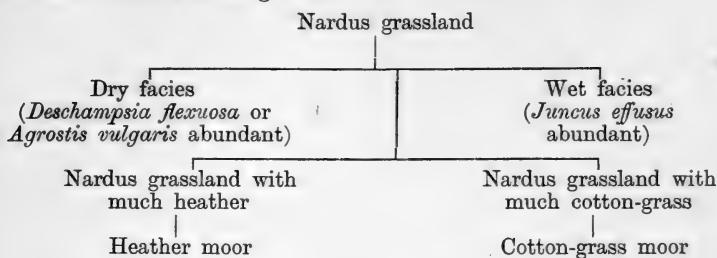 Nardus grassland
Dry facies
(Deschampsia flexuosa or
Agrostis vulgaris abundant)
Wet facies
(Juncus effusus
abundant)
Nardus grassland with
much heather
Nardus grassland with
much cotton-grass
Heather moor
Cotton-grass moor